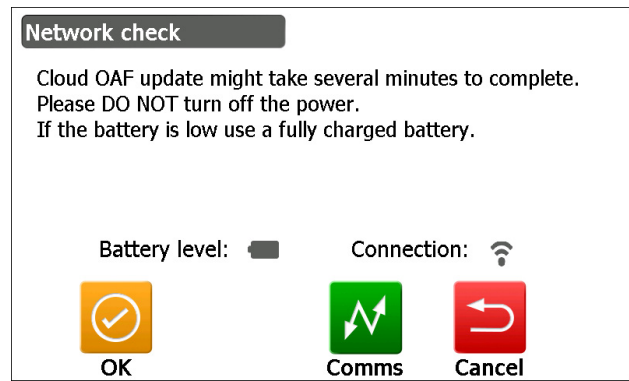 Network check
Cloud OAF update might take several minutes to complete.
Please DO NOT turn off the power.
If the battery is low use a fully charged battery.
Battery level: Connection:
OK Comms Cancel